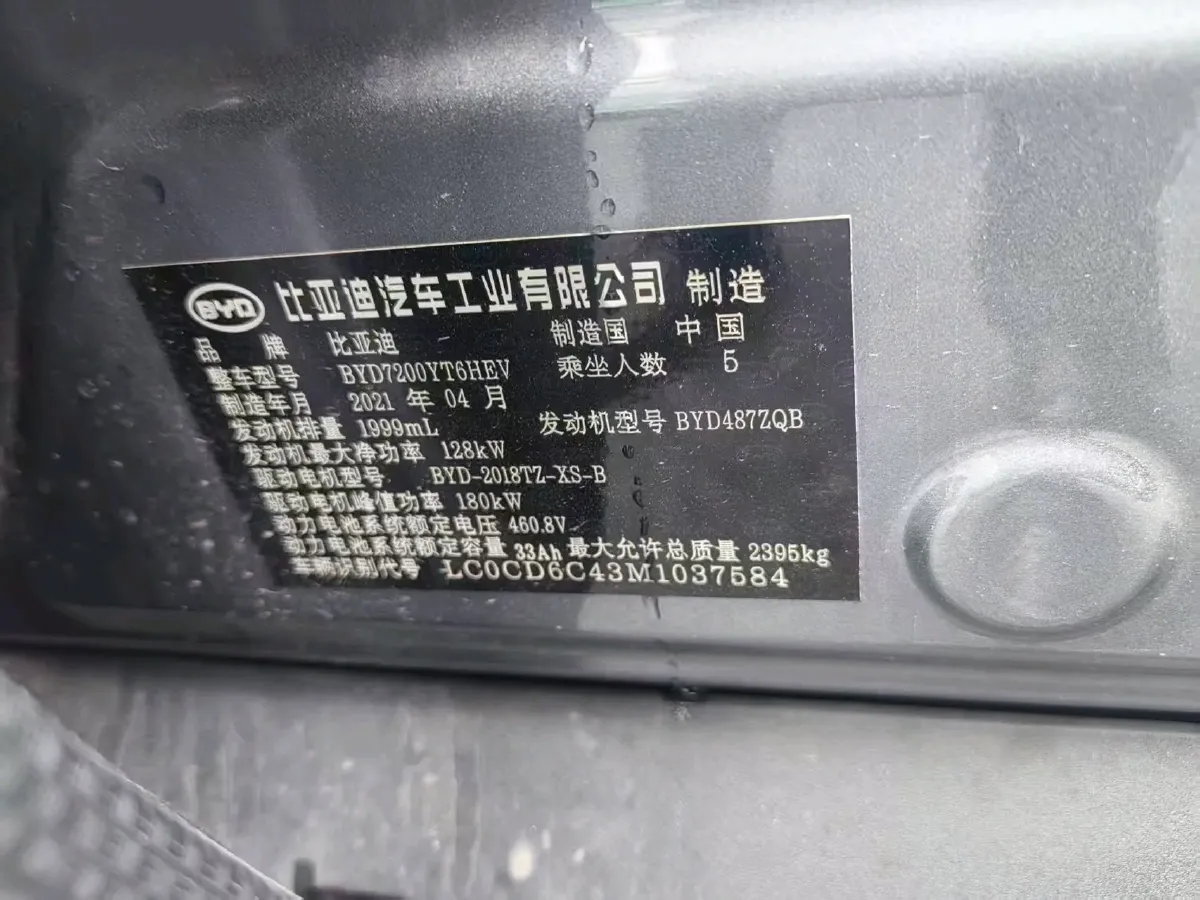 BYD 比亚迪汽车工业有限公司 制造
品 牌 比亚迪 制造国 中国
整车型号 BYD7200YT6HEV 乘坐人数 5
制造年月 2021 年 04 月
发动机排量 1999mL 发动机型号 BYD487ZQB
发动机最大净功率 128kW
驱动电机型号 BYD-2018TZ-XS-B
驱动电机峰值功率 180kW
动力电池系统额定电压 460.8V
动力电池系统额定容量 33Ah 最大允许总质量 2395kg
车辆识别代号 LC0CD6C43M1037584